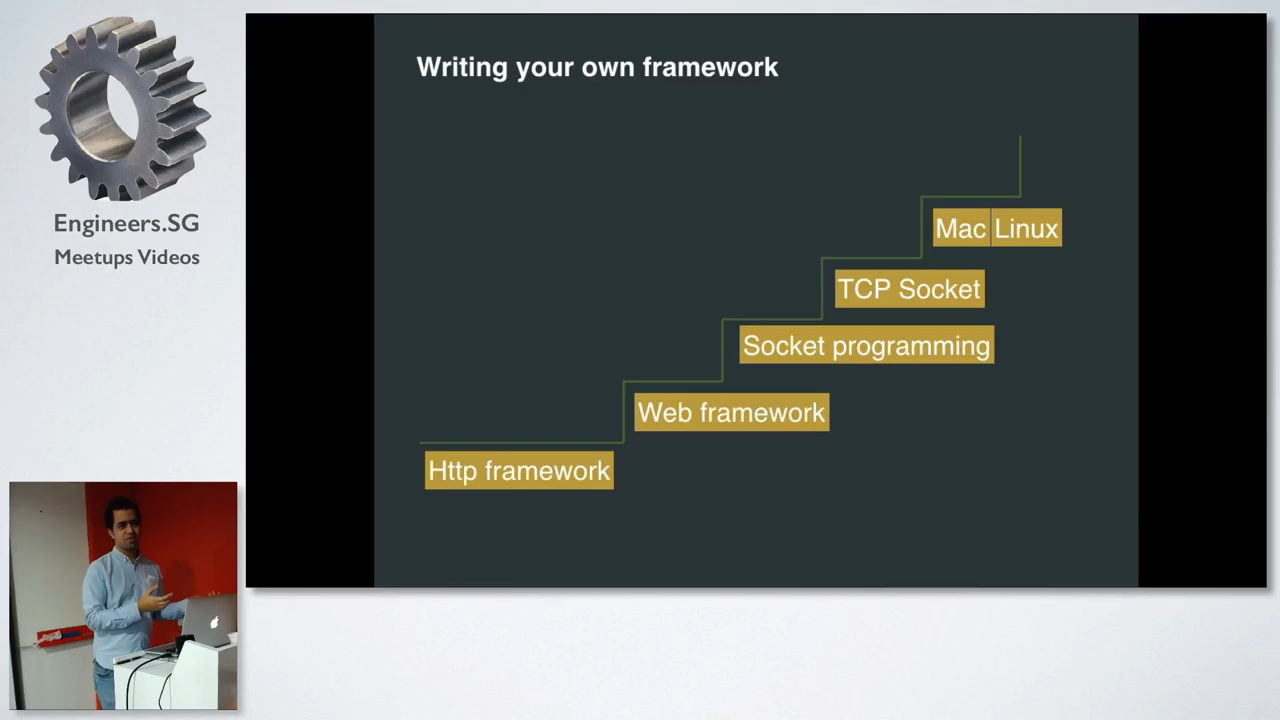 Engineers.SG
Meetups Videos
Writing your own framework
Mac Linux
TCP Socket
Socket programming
Web framework
Http framework